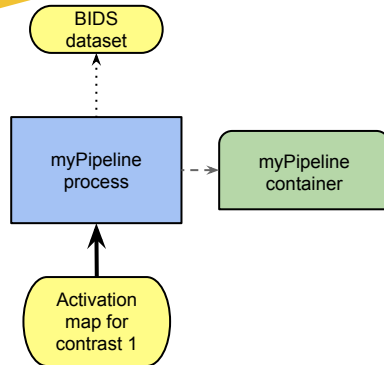 BIDS
dataset
myPipeline
process
myPipeline
container
Activation
map for
contrast 1